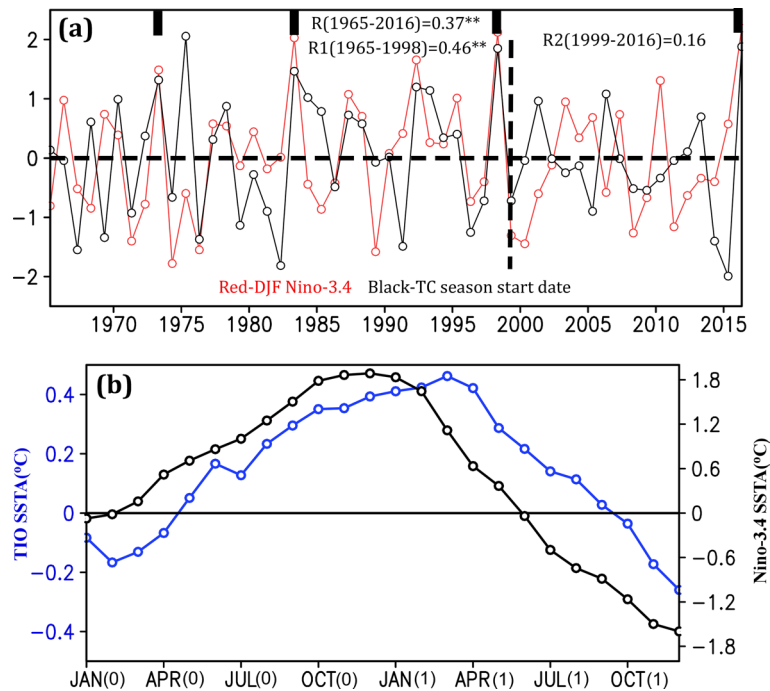 (a)
R(1965-2016)=0.37**
R1(1965-1998)=0.46**
R2(1999-2016)=0.16
2
1
0
−1
−2
Red-DJF Nino-3.4 Black-TC season start date
1970 1975 1980 1985 1990 1995 2000 2005 2010 2015
(b)
TIO SSTA(ºC)
0.4
0.2
0
−0.2
−0.4
1.8
1.2
0.6
0
−0.6
−1.2
−1.8
Nino-3.4 SSTA(ºC)
JAN(0) APR(0) JUL(0) OCT(0) JAN(1) APR(1) JUL(1) OCT(1)